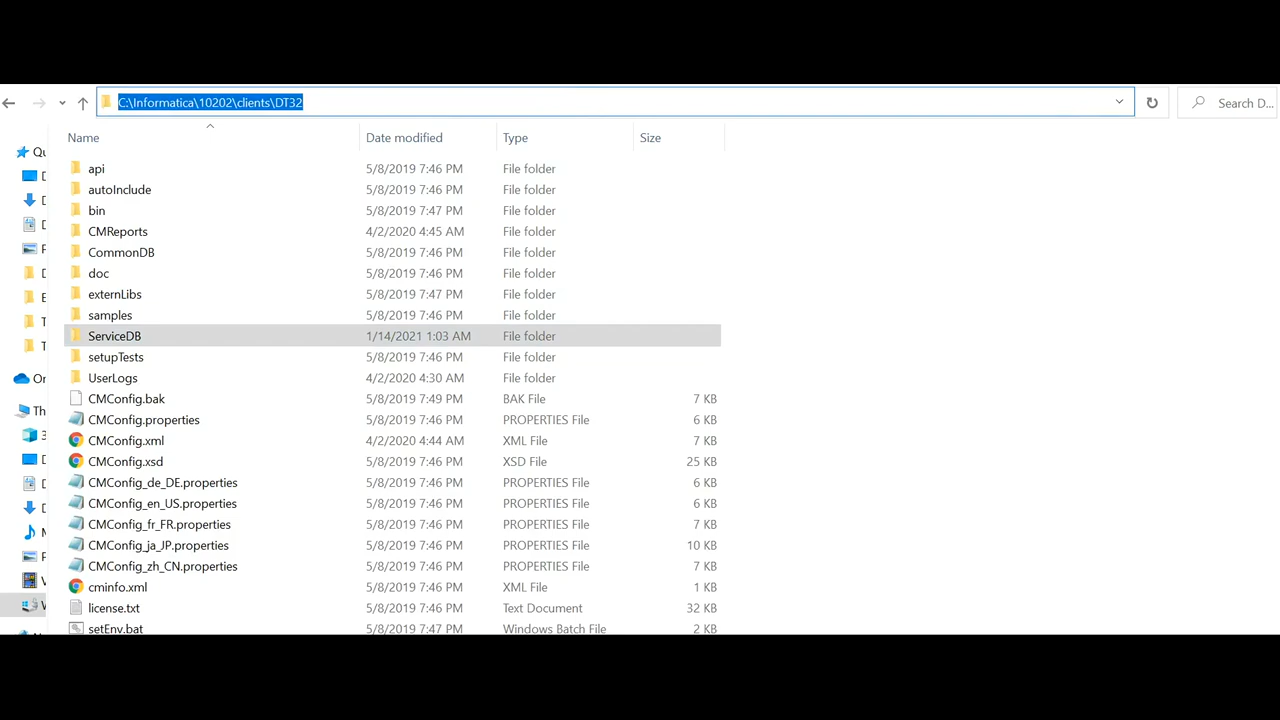 C:\Informatica\10202\clients\DT32
Search D...
Name Date modified Type Size
api 5/8/2019 7:46 PM File folder
autoInclude 5/8/2019 7:46 PM File folder
bin 5/8/2019 7:47 PM File folder
CMReports 4/2/2020 4:45 AM File folder
CommonDB 5/8/2019 7:46 PM File folder
doc 5/8/2019 7:46 PM File folder
externLibs 5/8/2019 7:47 PM File folder
samples 5/8/2019 7:46 PM File folder
ServiceDB 1/14/2021 1:03 AM File folder
setupTests 5/8/2019 7:46 PM File folder
UserLogs 4/2/2020 4:30 AM File folder
CMConfig.bak 5/8/2019 7:49 PM BAK File 7 KB
CMConfig.properties 5/8/2019 7:46 PM PROPERTIES File 6 KB
CMConfig.xml 4/2/2020 4:44 AM XML File 7 KB
CMConfig.xsd 5/8/2019 7:46 PM XSD File 25 KB
CMConfig_de_DE.properties 5/8/2019 7:46 PM PROPERTIES File 6 KB
CMConfig_en_US.properties 5/8/2019 7:46 PM PROPERTIES File 6 KB
CMConfig_fr_FR.properties 5/8/2019 7:46 PM PROPERTIES File 7 KB
CMConfig_ja_JP.properties 5/8/2019 7:46 PM PROPERTIES File 10 KB
CMConfig_zh_CN.properties 5/8/2019 7:46 PM PROPERTIES File 7 KB
cminfo.xml 5/8/2019 7:46 PM XML File 1 KB
license.txt 5/8/2019 7:46 PM Text Document 32 KB
setEnv.bat 5/8/2019 7:47 PM Windows Batch File 2 KB